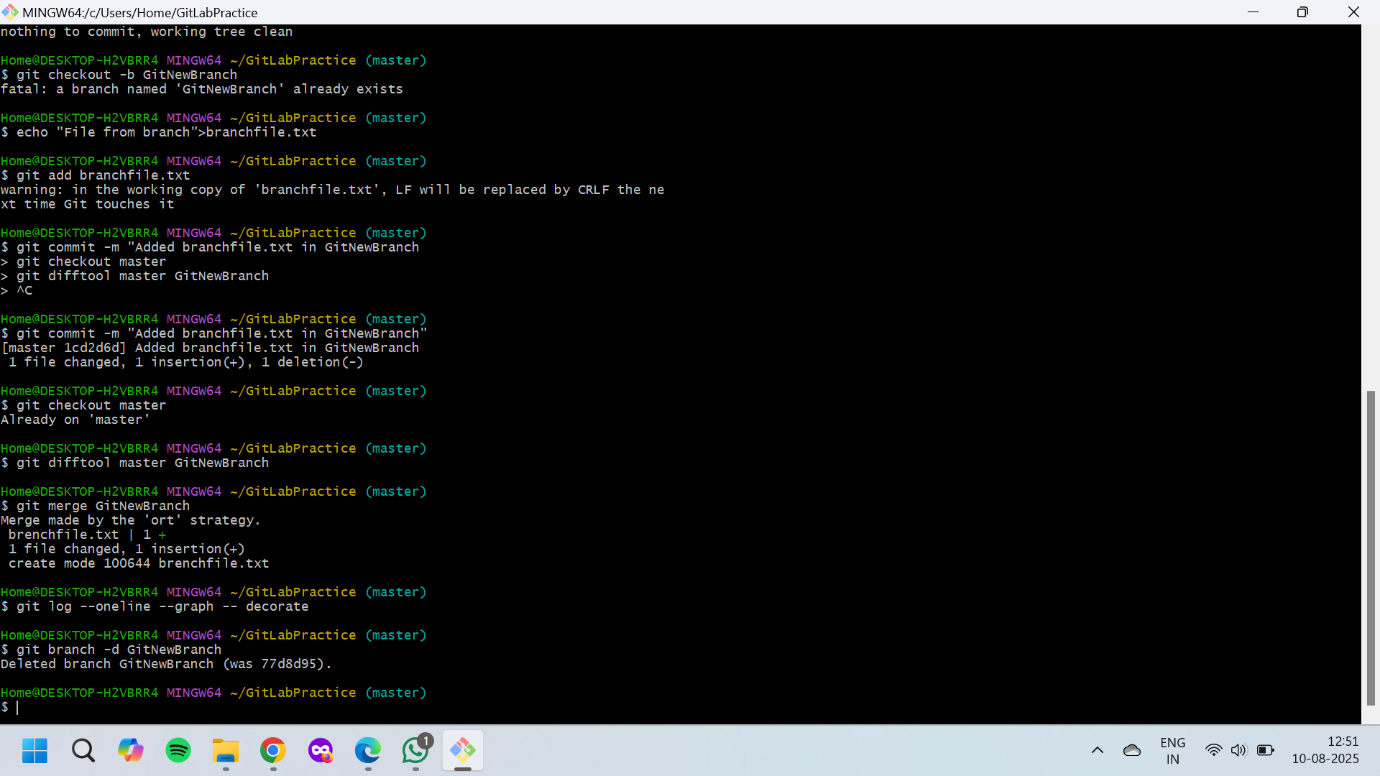 MINGW64:/c/Users/Home/GitLabPractice
nothing to commit, working tree clean
Home@DESKTOP-H2VBRR4 MINGW64 ~/GitLabPractice (master)
$ git checkout -b GitNewBranch
fatal: a branch named 'GitNewBranch' already exists
Home@DESKTOP-H2VBRR4 MINGW64 ~/GitLabPractice (master)
$ echo "File from branch">branchfile.txt
Home@DESKTOP-H2VBRR4 MINGW64 ~/GitLabPractice (master)
$ git add branchfile.txt
warning: in the working copy of 'branchfile.txt', LF will be replaced by CRLF the ne
xt time Git touches it
Home@DESKTOP-H2VBRR4 MINGW64 ~/GitLabPractice (master)
$ git commit -m "Added branchfile.txt in GitNewBranch
> git checkout master
> git difftool master GitNewBranch
> ^C
Home@DESKTOP-H2VBRR4 MINGW64 ~/GitLabPractice (master)
$ git commit -m "Added branchfile.txt in GitNewBranch"
[master 1cd2d6d] Added branchfile.txt in GitNewBranch
1 file changed, 1 insertion(+), 1 deletion(-)
Home@DESKTOP-H2VBRR4 MINGW64 ~/GitLabPractice (master)
$ git checkout master
Already on 'master'
Home@DESKTOP-H2VBRR4 MINGW64 ~/GitLabPractice (master)
$ git difftool master GitNewBranch
Home@DESKTOP-H2VBRR4 MINGW64 ~/GitLabPractice (master)
$ git merge GitNewBranch
Merge made by the 'ort' strategy.
brenchfile.txt | 1 +
1 file changed, 1 insertion(+)
create mode 100644 brenchfile.txt
Home@DESKTOP-H2VBRR4 MINGW64 ~/GitLabPractice (master)
$ git log --oneline --graph -- decorate
Home@DESKTOP-H2VBRR4 MINGW64 ~/GitLabPractice (master)
$ git branch -d GitNewBranch
Deleted branch GitNewBranch (was 77d8d95).
Home@DESKTOP-H2VBRR4 MINGW64 ~/GitLabPractice (master)
$
1
ENG
IN
12:51
10-08-2025